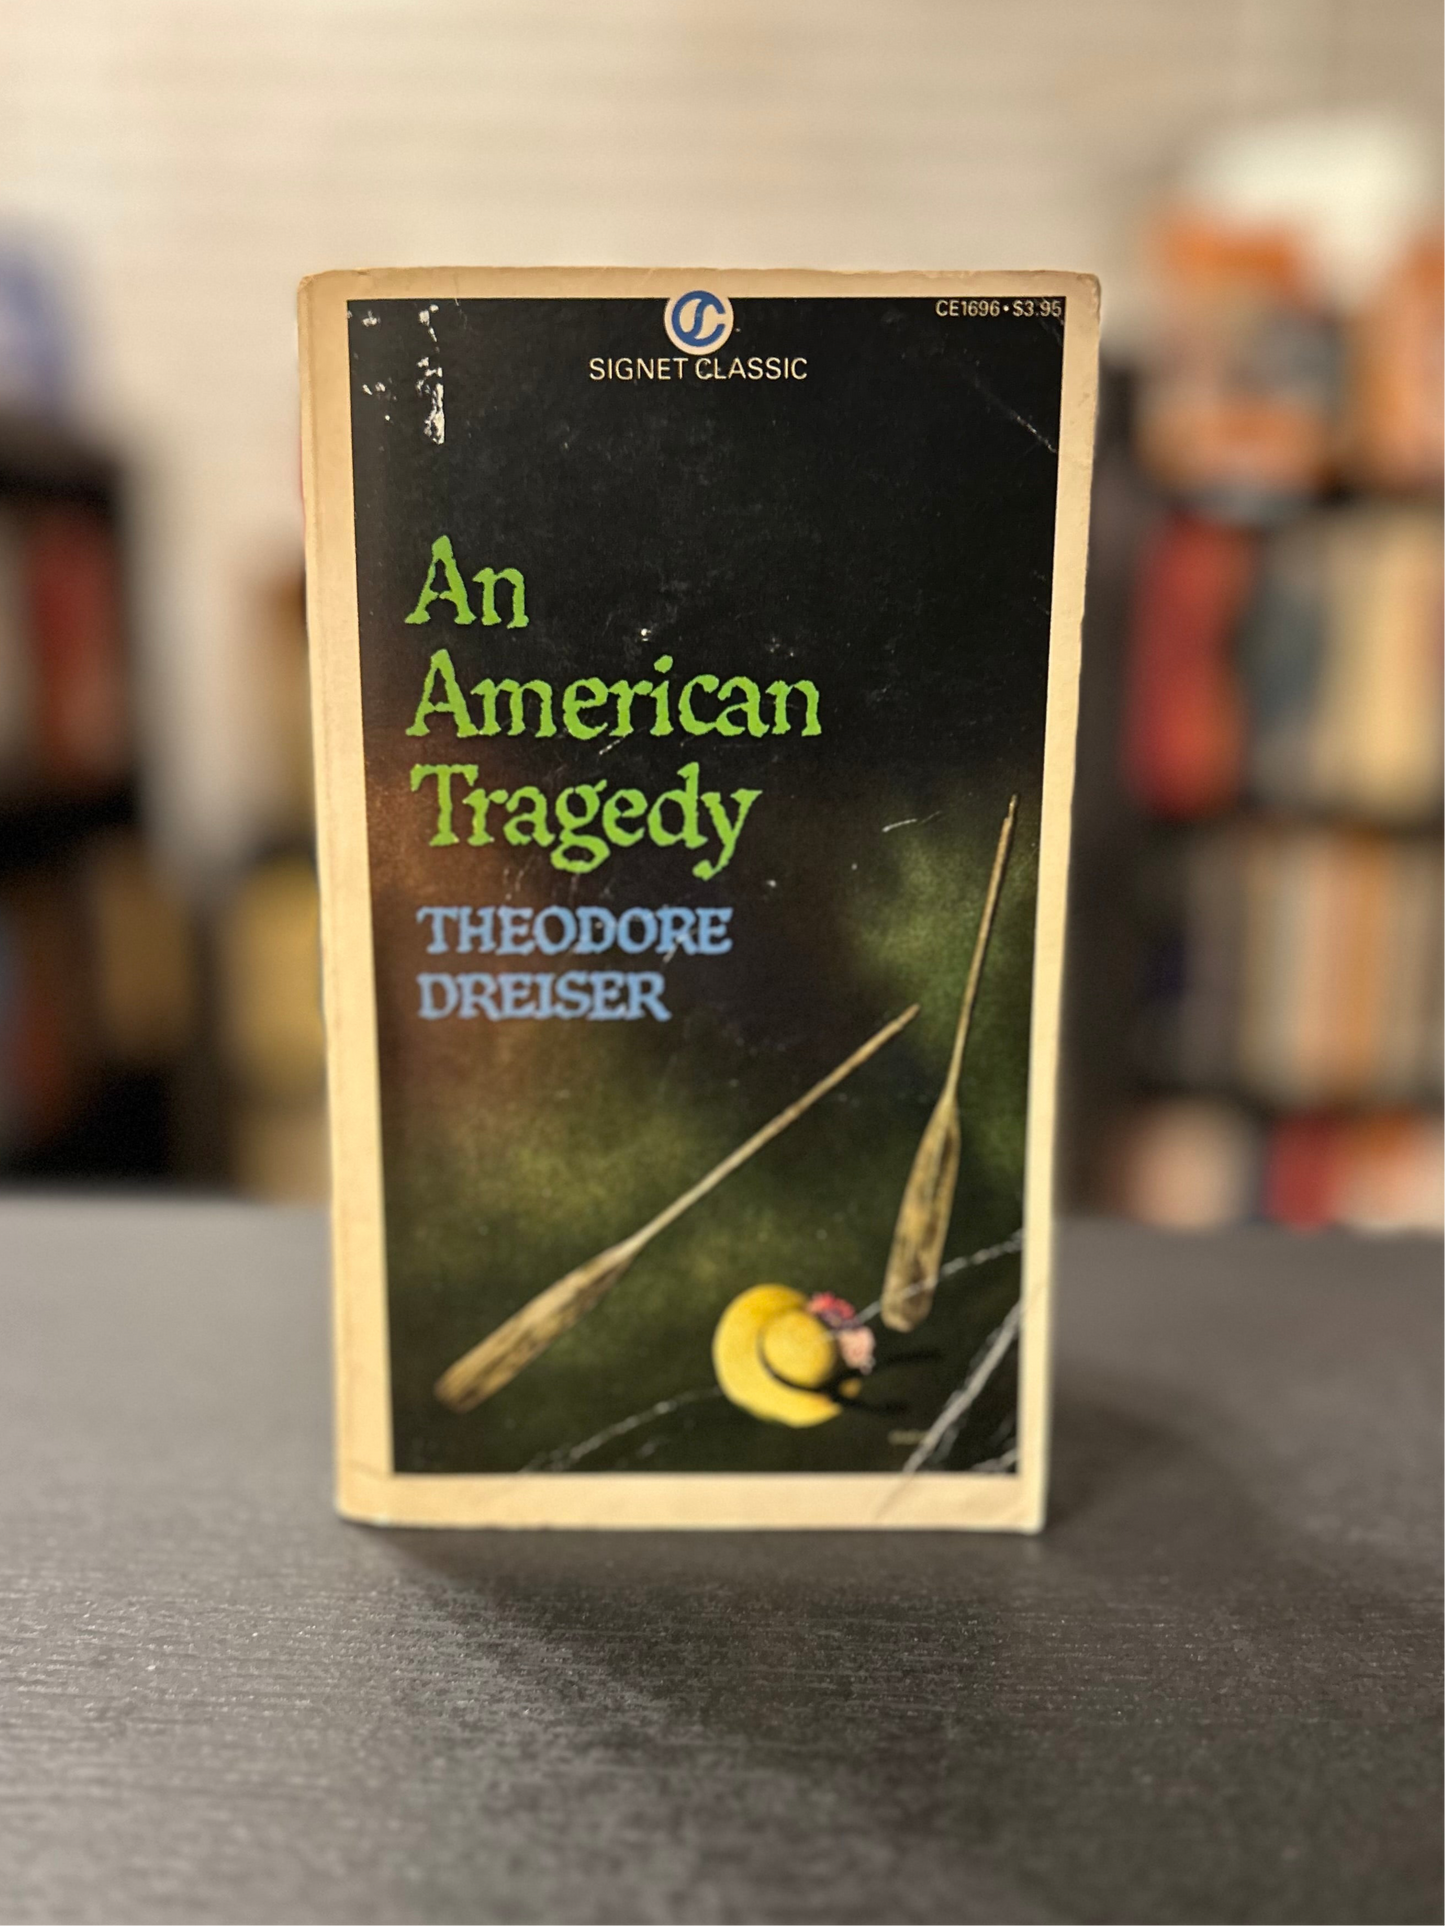 CE1696 • $3.95
SIGNET CLASSIC
An
American
Tragedy
THEODORE
DREISER